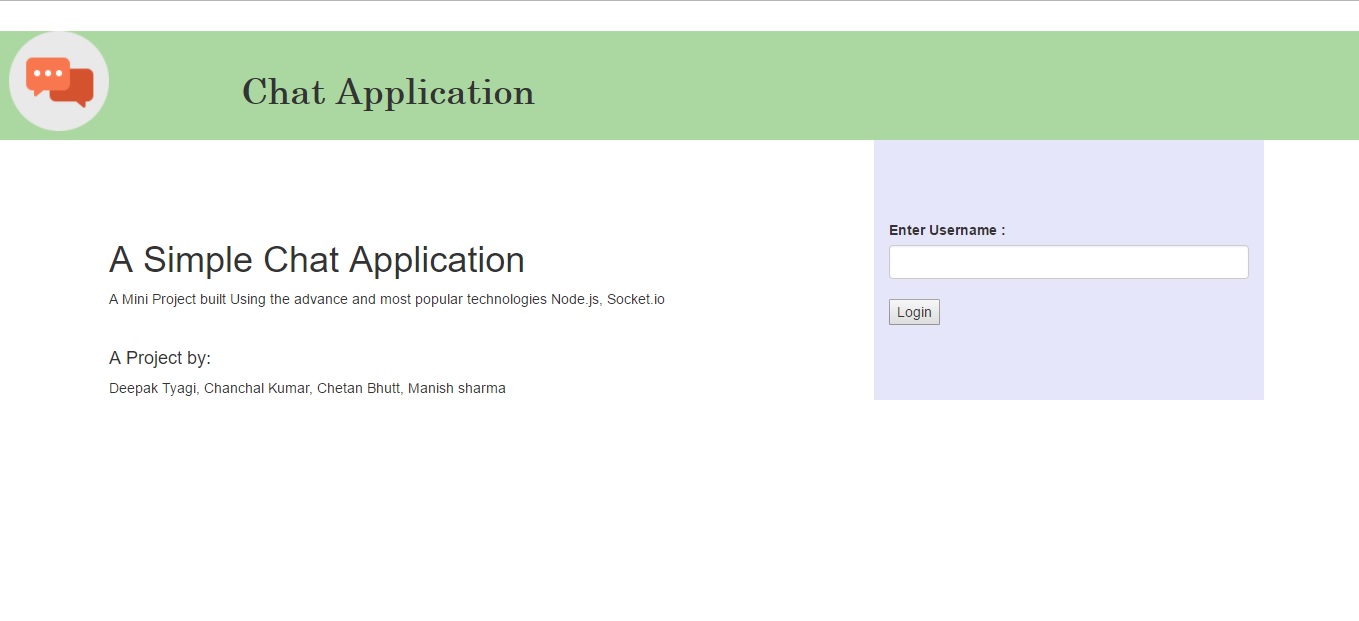 Chat Application
A Simple Chat Application
A Mini Project built Using the advance and most popular technologies Node.js, Socket.io
A Project by:
Deepak Tyagi, Chanchal Kumar, Chetan Bhutt, Manish sharma
Enter Username :
Login